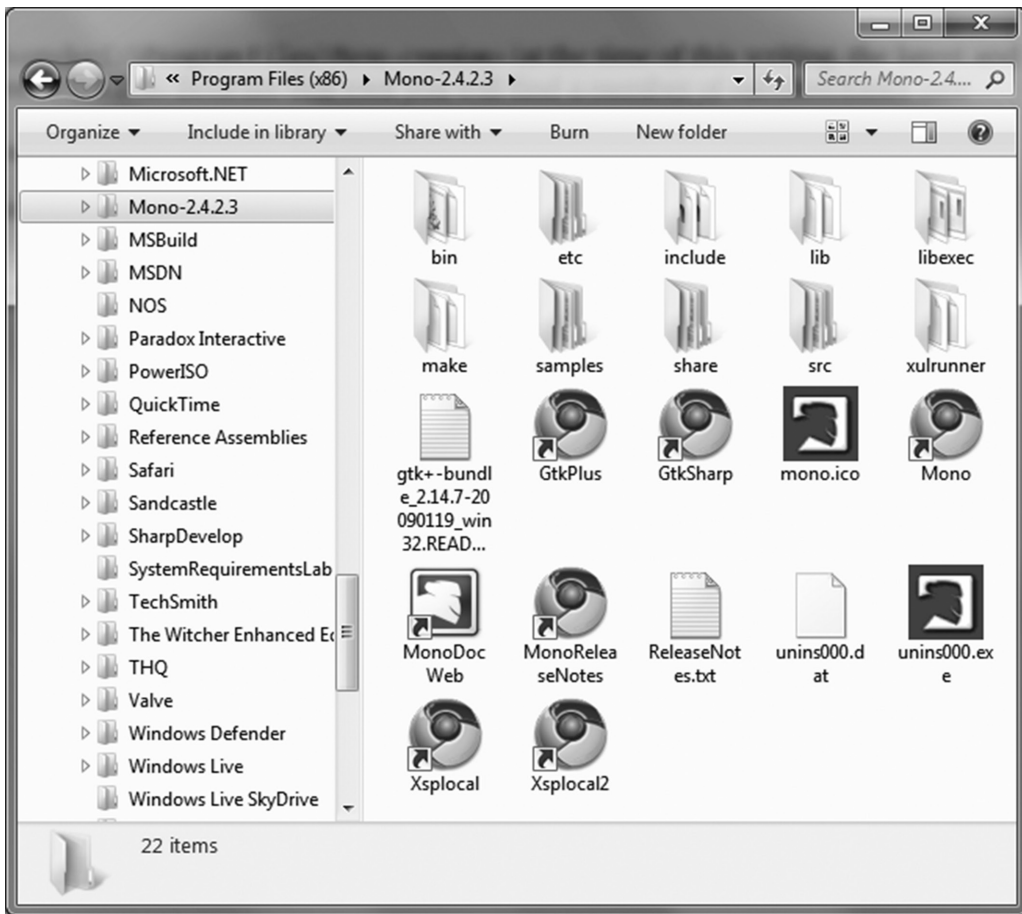 « Program Files (x86) Mono-2.4.2.3
Search Mono-2.4....
Organize Include in library Share with Burn New folder
Microsoft.NET
Mono-2.4.2.3
MSBuild
MSDN
NOS
Paradox Interactive
PowerISO
QuickTime
Reference Assemblies
Safari
Sandcastle
SharpDevelop
SystemRequirementsLab
TechSmith
The Witcher Enhanced Ec
THQ
Valve
Windows Defender
Windows Live
Windows Live SkyDrive
bin
etc
include
lib
libexec
make
samples
share
src
xulrunner
gtk+-bundl
e_2.14.7-20
090119_win
32.READ...
GtkPlus
GtkSharp
mono.ico
Mono
MonoDoc
Web
MonoRelea
seNotes
ReleaseNot
es.txt
unins000.d
at
unins000.ex
e
Xsplocal
Xsplocal2
22 items